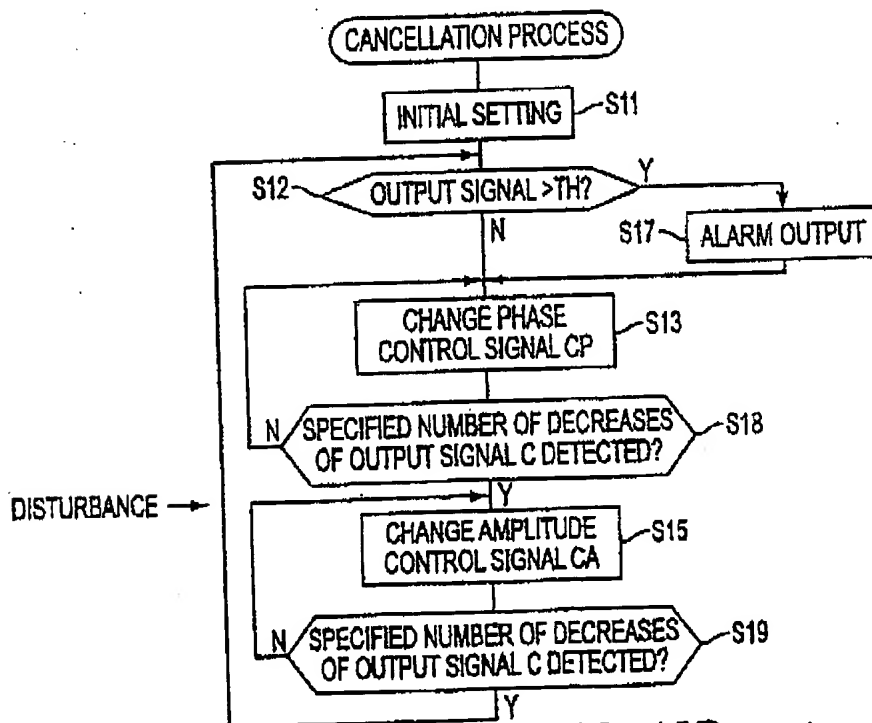 CANCELLATION PROCESS
INITIAL SETTING
S11
S12
OUTPUT SIGNAL >TH?
Y
N
S17
ALARM OUTPUT
CHANGE PHASE
CONTROL SIGNAL CP
S13
N
SPECIFIED NUMBER OF DECREASES
OF OUTPUT SIGNAL C DETECTED?
S18
Y
DISTURBANCE
CHANGE AMPLITUDE
CONTROL SIGNAL CA
S15
N
SPECIFIED NUMBER OF DECREASES
OF OUTPUT SIGNAL C DETECTED?
S19
Y